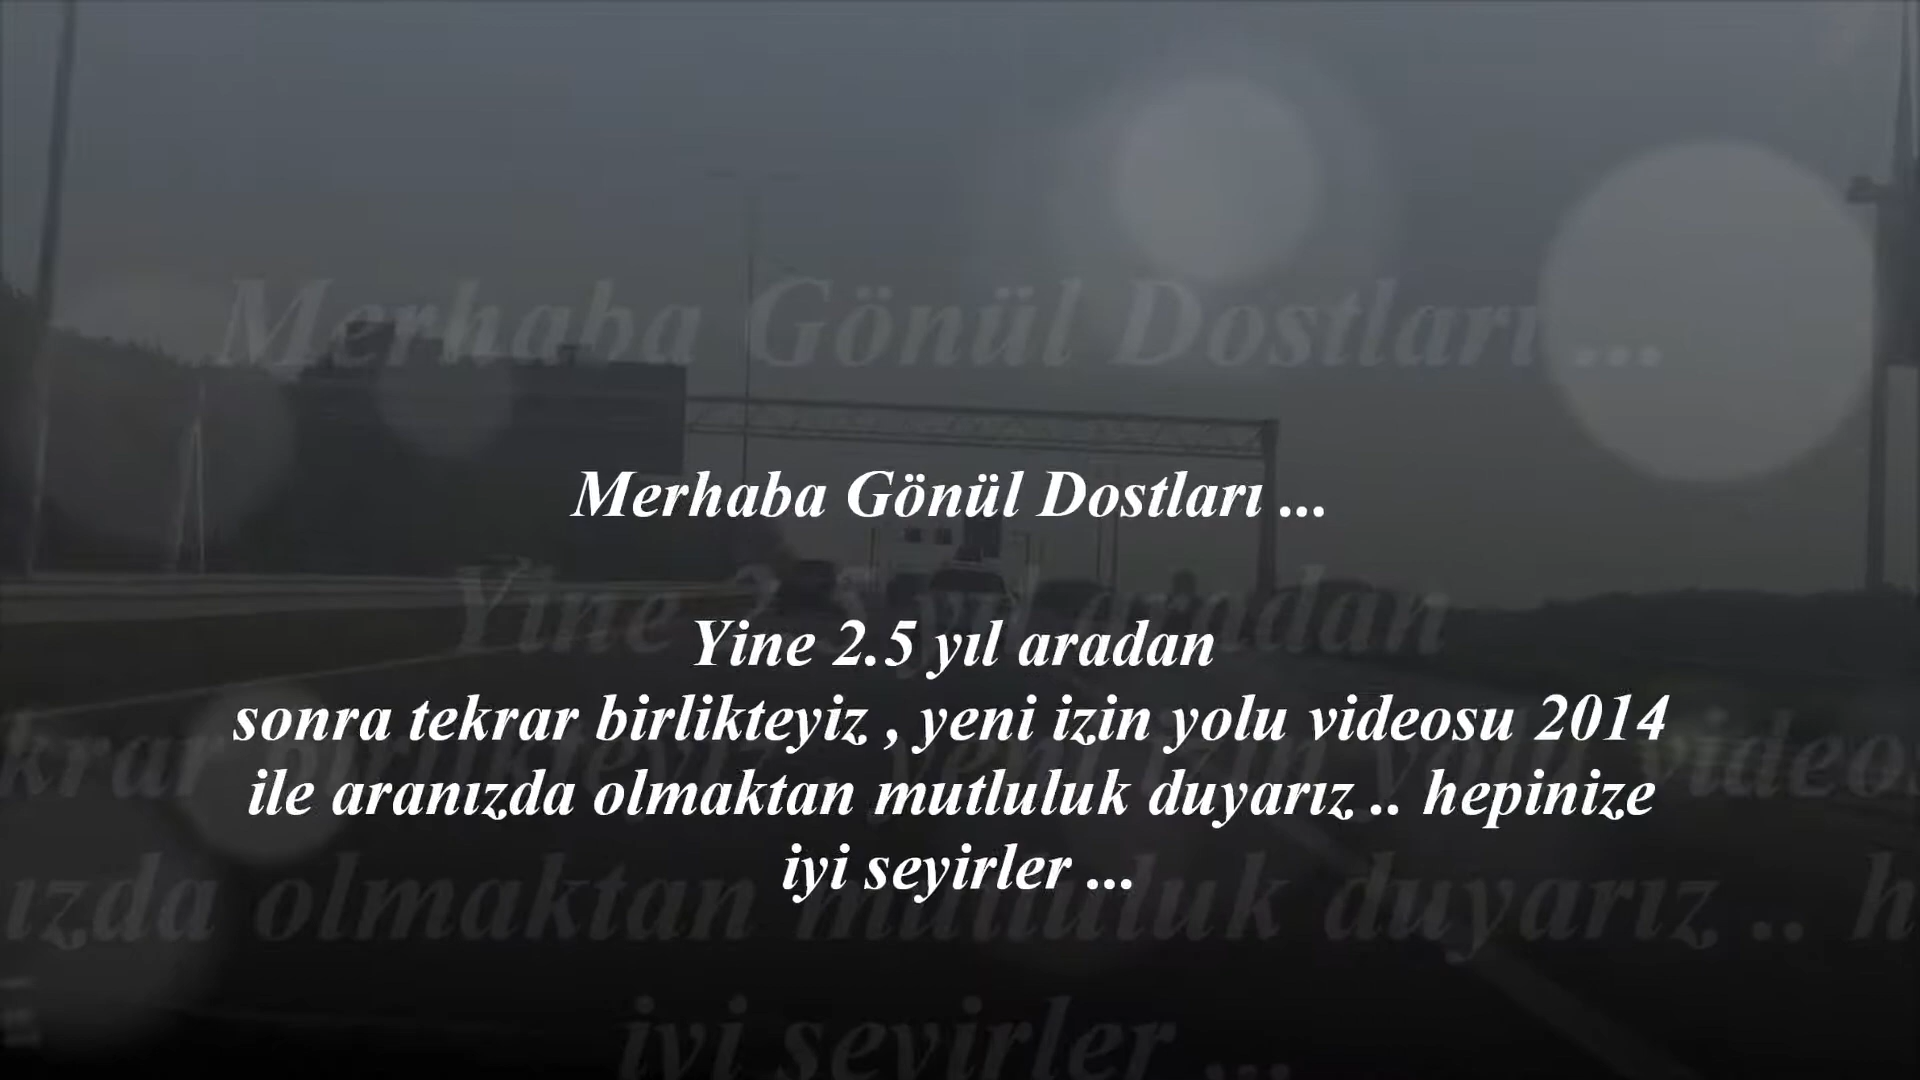 Merhaba Gönül Dostları ...
Yine 2.5 yıl aradan
sonra tekrar birlikteyiz , yeni izin yolu videosu 2014
ile aranızda olmaktan mutluluk duyarız .. hepinize
iyi seyirler ...